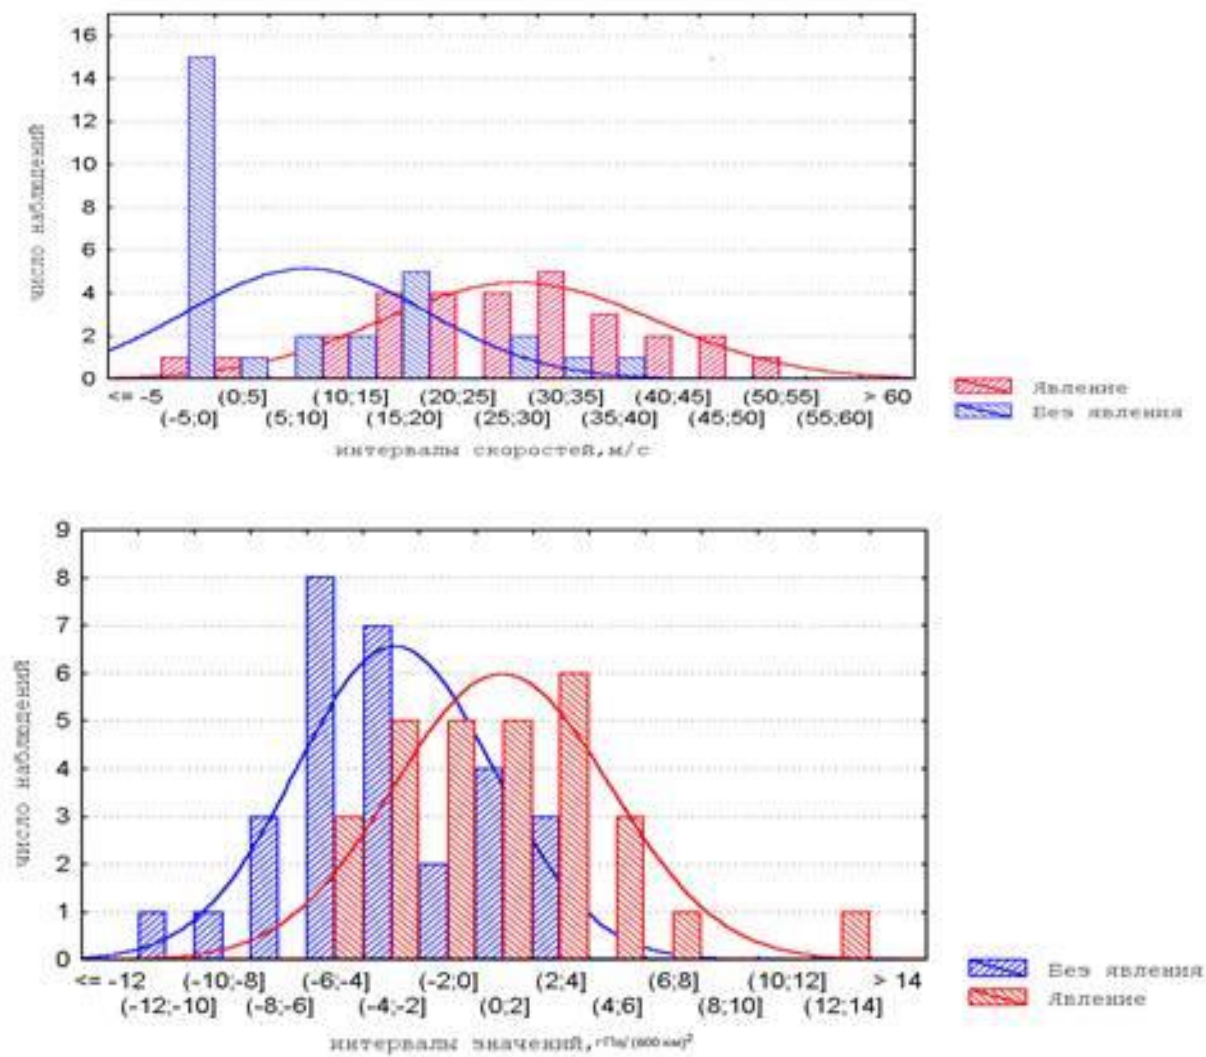 16
14
12
10
8
6
4
2
0
число наблюдений
<= -5 (0;5] (10;15] (20;25] (30;35] (40;45] (50;55] > 60
(-5;0] (5;10] (15;20] (25;30] (35;40] (45;50] (55;60]
интервалы скоростей,м/с
Явление
Без явления
9
8
7
6
5
4
3
2
1
0
число наблюдений
<= -12 (-10;-8] (-6;-4] (-2;0] (2;4] (6;8] (10;12] > 14
(-12;-10] (-8;-6] (-4;-2] (0;2] (4;6] (8;10] (12;14]
интервалы значений,гПа/(600 км)²
Без явления
Явление